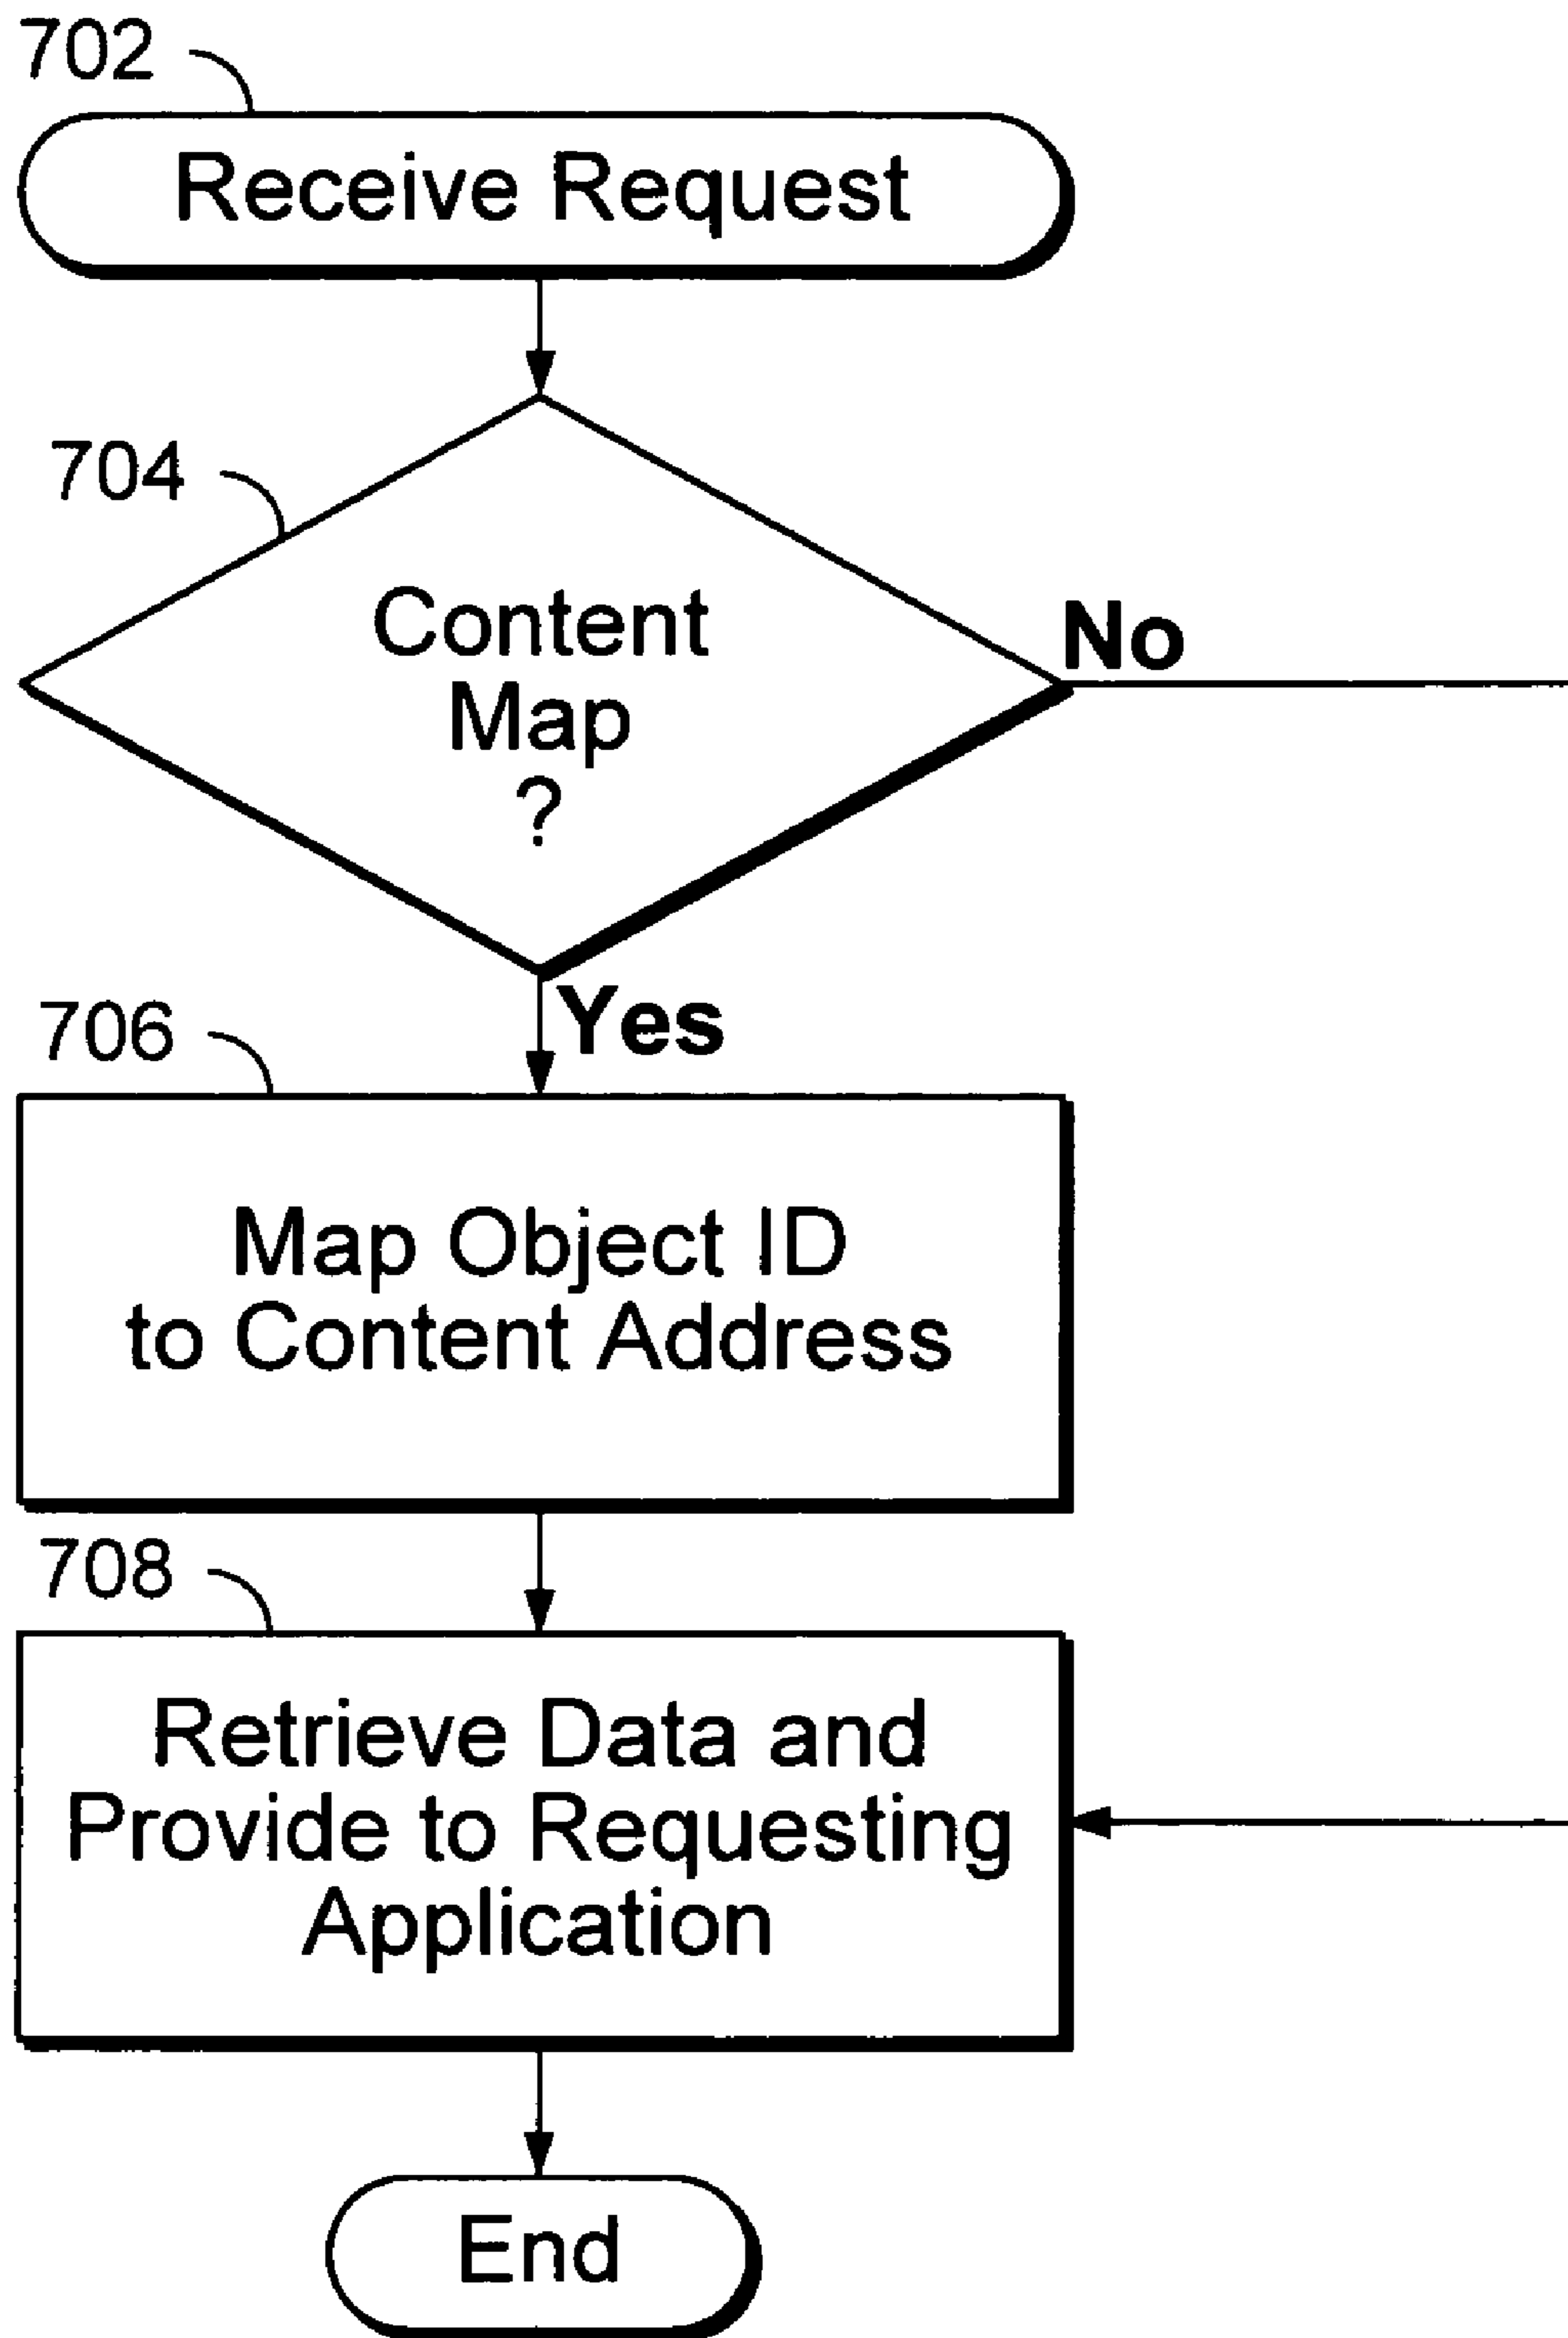 702
Receive Request
704
Content
Map
?
No
Yes
706
Map Object ID
to Content Address
708
Retrieve Data and
Provide to Requesting
Application
End